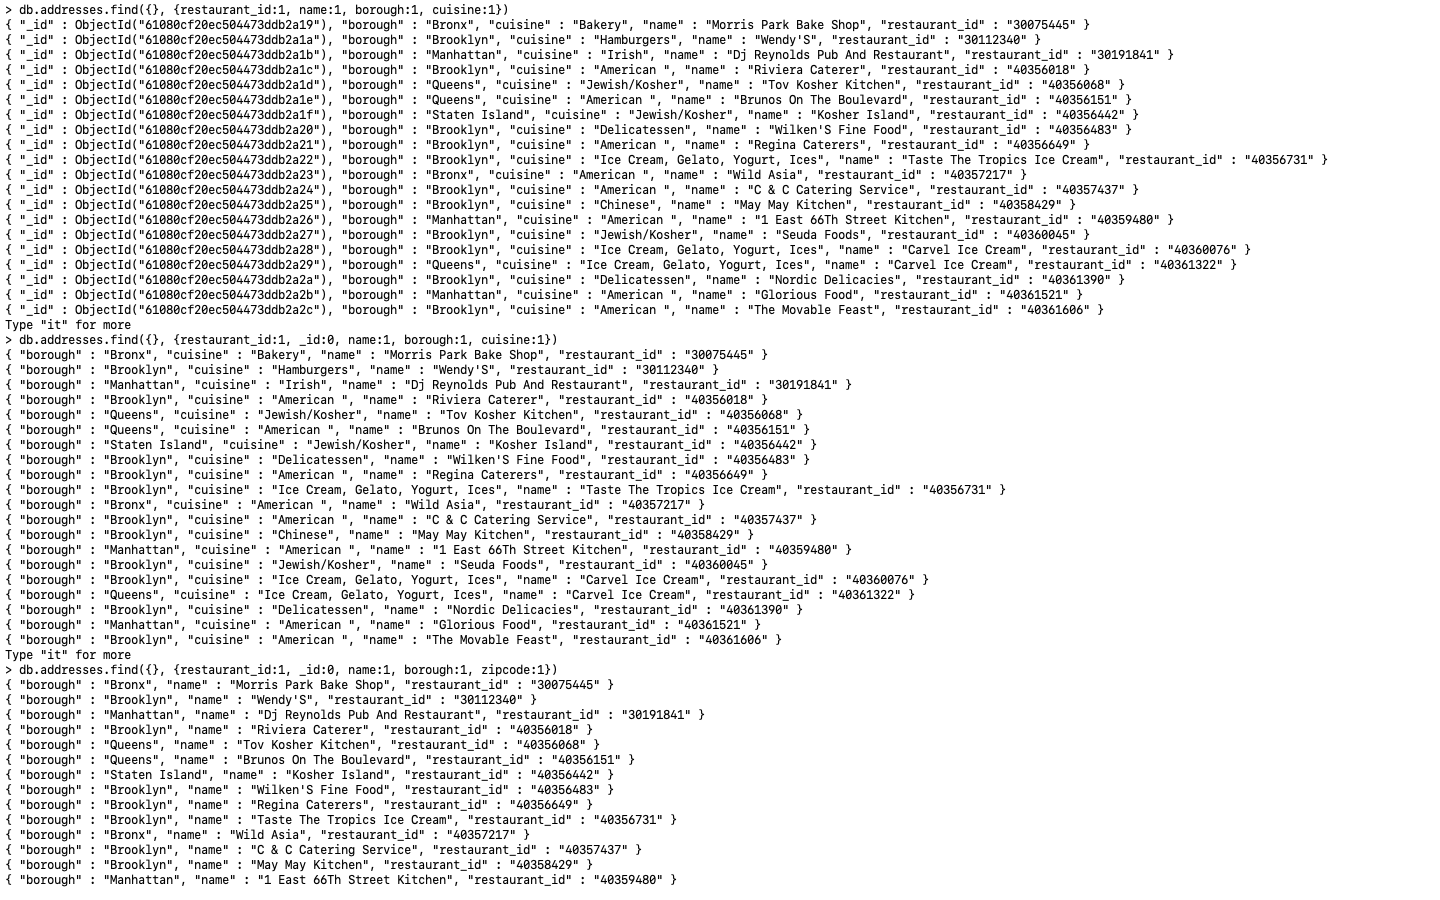 > db.addresses.find({}, {restaurant_id:1, name:1, borough:1, cuisine:1})
{ "_id" : ObjectId("61080cf20ec504473ddb2a19"), "borough" : "Bronx", "cuisine" : "Bakery", "name" : "Morris Park Bake Shop", "restaurant_id" : "30075445" }
{ "_id" : ObjectId("61080cf20ec504473ddb2a1a"), "borough" : "Brooklyn", "cuisine" : "Hamburgers", "name" : "Wendy'S", "restaurant_id" : "30112340" }
{ "_id" : ObjectId("61080cf20ec504473ddb2a1b"), "borough" : "Manhattan", "cuisine" : "Irish", "name" : "Dj Reynolds Pub And Restaurant", "restaurant_id" : "30191841" }
{ "_id" : ObjectId("61080cf20ec504473ddb2a1c"), "borough" : "Brooklyn", "cuisine" : "American ", "name" : "Riviera Caterer", "restaurant_id" : "40356018" }
{ "_id" : ObjectId("61080cf20ec504473ddb2a1d"), "borough" : "Queens", "cuisine" : "Jewish/Kosher", "name" : "Tov Kosher Kitchen", "restaurant_id" : "40356068" }
{ "_id" : ObjectId("61080cf20ec504473ddb2a1e"), "borough" : "Queens", "cuisine" : "American ", "name" : "Brunos On The Boulevard", "restaurant_id" : "40356151" }
{ "_id" : ObjectId("61080cf20ec504473ddb2a1f"), "borough" : "Staten Island", "cuisine" : "Jewish/Kosher", "name" : "Kosher Island", "restaurant_id" : "40356442" }
{ "_id" : ObjectId("61080cf20ec504473ddb2a20"), "borough" : "Brooklyn", "cuisine" : "Delicatessen", "name" : "Wilken'S Fine Food", "restaurant_id" : "40356483" }
{ "_id" : ObjectId("61080cf20ec504473ddb2a21"), "borough" : "Brooklyn", "cuisine" : "American ", "name" : "Regina Caterers", "restaurant_id" : "40356649" }
{ "_id" : ObjectId("61080cf20ec504473ddb2a22"), "borough" : "Brooklyn", "cuisine" : "Ice Cream, Gelato, Yogurt, Ices", "name" : "Taste The Tropics Ice Cream", "restaurant_id" : "40356731" }
{ "_id" : ObjectId("61080cf20ec504473ddb2a23"), "borough" : "Bronx", "cuisine" : "American ", "name" : "Wild Asia", "restaurant_id" : "40357217" }
{ "_id" : ObjectId("61080cf20ec504473ddb2a24"), "borough" : "Brooklyn", "cuisine" : "American ", "name" : "C & C Catering Service", "restaurant_id" : "40357437" }
{ "_id" : ObjectId("61080cf20ec504473ddb2a25"), "borough" : "Brooklyn", "cuisine" : "Chinese", "name" : "May May Kitchen", "restaurant_id" : "40358429" }
{ "_id" : ObjectId("61080cf20ec504473ddb2a26"), "borough" : "Manhattan", "cuisine" : "American ", "name" : "1 East 66Th Street Kitchen", "restaurant_id" : "40359480" }
{ "_id" : ObjectId("61080cf20ec504473ddb2a27"), "borough" : "Brooklyn", "cuisine" : "Jewish/Kosher", "name" : "Seuda Foods", "restaurant_id" : "40360045" }
{ "_id" : ObjectId("61080cf20ec504473ddb2a28"), "borough" : "Brooklyn", "cuisine" : "Ice Cream, Gelato, Yogurt, Ices", "name" : "Carvel Ice Cream", "restaurant_id" : "40360076" }
{ "_id" : ObjectId("61080cf20ec504473ddb2a29"), "borough" : "Queens", "cuisine" : "Ice Cream, Gelato, Yogurt, Ices", "name" : "Carvel Ice Cream", "restaurant_id" : "40361322" }
{ "_id" : ObjectId("61080cf20ec504473ddb2a2a"), "borough" : "Brooklyn", "cuisine" : "Delicatessen", "name" : "Nordic Delicacies", "restaurant_id" : "40361390" }
{ "_id" : ObjectId("61080cf20ec504473ddb2a2b"), "borough" : "Manhattan", "cuisine" : "American ", "name" : "Glorious Food", "restaurant_id" : "40361521" }
{ "_id" : ObjectId("61080cf20ec504473ddb2a2c"), "borough" : "Brooklyn", "cuisine" : "American ", "name" : "The Movable Feast", "restaurant_id" : "40361606" }
Type "it" for more
> db.addresses.find({}, {restaurant_id:1, _id:0, name:1, borough:1, cuisine:1})
{ "borough" : "Bronx", "cuisine" : "Bakery", "name" : "Morris Park Bake Shop", "restaurant_id" : "30075445" }
{ "borough" : "Brooklyn", "cuisine" : "Hamburgers", "name" : "Wendy'S", "restaurant_id" : "30112340" }
{ "borough" : "Manhattan", "cuisine" : "Irish", "name" : "Dj Reynolds Pub And Restaurant", "restaurant_id" : "30191841" }
{ "borough" : "Brooklyn", "cuisine" : "American ", "name" : "Riviera Caterer", "restaurant_id" : "40356018" }
{ "borough" : "Queens", "cuisine" : "Jewish/Kosher", "name" : "Tov Kosher Kitchen", "restaurant_id" : "40356068" }
{ "borough" : "Queens", "cuisine" : "American ", "name" : "Brunos On The Boulevard", "restaurant_id" : "40356151" }
{ "borough" : "Staten Island", "cuisine" : "Jewish/Kosher", "name" : "Kosher Island", "restaurant_id" : "40356442" }
{ "borough" : "Brooklyn", "cuisine" : "Delicatessen", "name" : "Wilken'S Fine Food", "restaurant_id" : "40356483" }
{ "borough" : "Brooklyn", "cuisine" : "American ", "name" : "Regina Caterers", "restaurant_id" : "40356649" }
{ "borough" : "Brooklyn", "cuisine" : "Ice Cream, Gelato, Yogurt, Ices", "name" : "Taste The Tropics Ice Cream", "restaurant_id" : "40356731" }
{ "borough" : "Bronx", "cuisine" : "American ", "name" : "Wild Asia", "restaurant_id" : "40357217" }
{ "borough" : "Brooklyn", "cuisine" : "American ", "name" : "C & C Catering Service", "restaurant_id" : "40357437" }
{ "borough" : "Brooklyn", "cuisine" : "Chinese", "name" : "May May Kitchen", "restaurant_id" : "40358429" }
{ "borough" : "Manhattan", "cuisine" : "American ", "name" : "1 East 66Th Street Kitchen", "restaurant_id" : "40359480" }
{ "borough" : "Brooklyn", "cuisine" : "Jewish/Kosher", "name" : "Seuda Foods", "restaurant_id" : "40360045" }
{ "borough" : "Brooklyn", "cuisine" : "Ice Cream, Gelato, Yogurt, Ices", "name" : "Carvel Ice Cream", "restaurant_id" : "40360076" }
{ "borough" : "Queens", "cuisine" : "Ice Cream, Gelato, Yogurt, Ices", "name" : "Carvel Ice Cream", "restaurant_id" : "40361322" }
{ "borough" : "Brooklyn", "cuisine" : "Delicatessen", "name" : "Nordic Delicacies", "restaurant_id" : "40361390" }
{ "borough" : "Manhattan", "cuisine" : "American ", "name" : "Glorious Food", "restaurant_id" : "40361521" }
{ "borough" : "Brooklyn", "cuisine" : "American ", "name" : "The Movable Feast", "restaurant_id" : "40361606" }
Type "it" for more
> db.addresses.find({}, {restaurant_id:1, _id:0, name:1, borough:1, zipcode:1})
{ "borough" : "Bronx", "name" : "Morris Park Bake Shop", "restaurant_id" : "30075445" }
{ "borough" : "Brooklyn", "name" : "Wendy'S", "restaurant_id" : "30112340" }
{ "borough" : "Manhattan", "name" : "Dj Reynolds Pub And Restaurant", "restaurant_id" : "30191841" }
{ "borough" : "Brooklyn", "name" : "Riviera Caterer", "restaurant_id" : "40356018" }
{ "borough" : "Queens", "name" : "Tov Kosher Kitchen", "restaurant_id" : "40356068" }
{ "borough" : "Queens", "name" : "Brunos On The Boulevard", "restaurant_id" : "40356151" }
{ "borough" : "Staten Island", "name" : "Kosher Island", "restaurant_id" : "40356442" }
{ "borough" : "Brooklyn", "name" : "Wilken'S Fine Food", "restaurant_id" : "40356483" }
{ "borough" : "Brooklyn", "name" : "Regina Caterers", "restaurant_id" : "40356649" }
{ "borough" : "Brooklyn", "name" : "Taste The Tropics Ice Cream", "restaurant_id" : "40356731" }
{ "borough" : "Bronx", "name" : "Wild Asia", "restaurant_id" : "40357217" }
{ "borough" : "Brooklyn", "name" : "C & C Catering Service", "restaurant_id" : "40357437" }
{ "borough" : "Brooklyn", "name" : "May May Kitchen", "restaurant_id" : "40358429" }
{ "borough" : "Manhattan", "name" : "1 East 66Th Street Kitchen", "restaurant_id" : "40359480" }